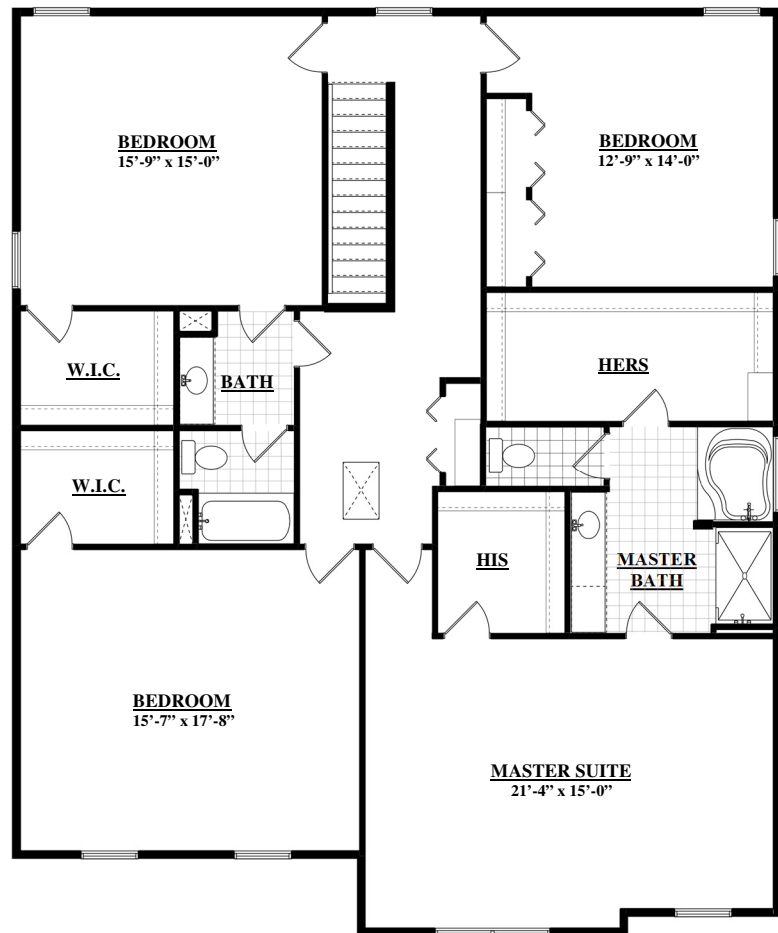 BEDROOM
15’-9” x 15’-0”
BEDROOM
12’-9” x 14’-0”
W.I.C.
BATH
HERS
W.I.C.
HIS
MASTER
BATH
BEDROOM
15’-7” x 17’-8”
MASTER SUITE
21’-4” x 15’-0”